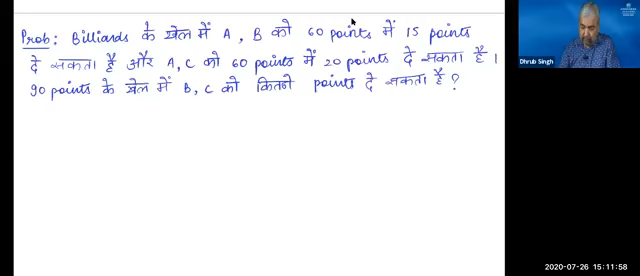 Prob: Billiards के खेल में A, B को 60 points में 15 points
दे सकता है और A, C को 60 points में 20 points दे सकता है ।
90 points के खेल में B, C को कितने points दे सकता है ?
Dhrub Singh
2020-07-26 15:11:58